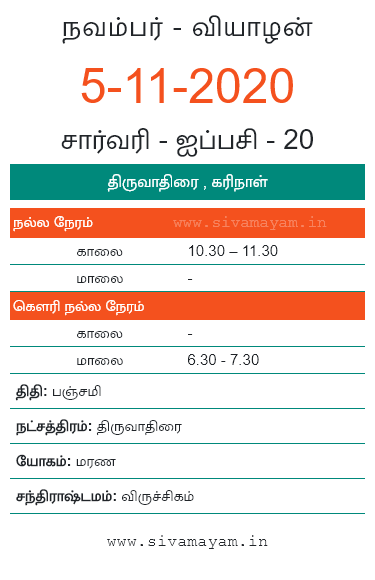 நவம்பர் - வியாழன்
5-11-2020
சார்வரி - ஐப்பசி - 20
திருவாதிரை , கரிநாள்
நல்ல நேரம் www.sivamayam.in
காலை 10.30 – 11.30
மாலை -
கௌரி நல்ல நேரம்
காலை -
மாலை 6.30 - 7.30
திதி: பஞ்சமி
நட்சத்திரம்: திருவாதிரை
யோகம்: மரண
சந்திராஷ்டமம்: விருச்சிகம்
www.sivamayam.in